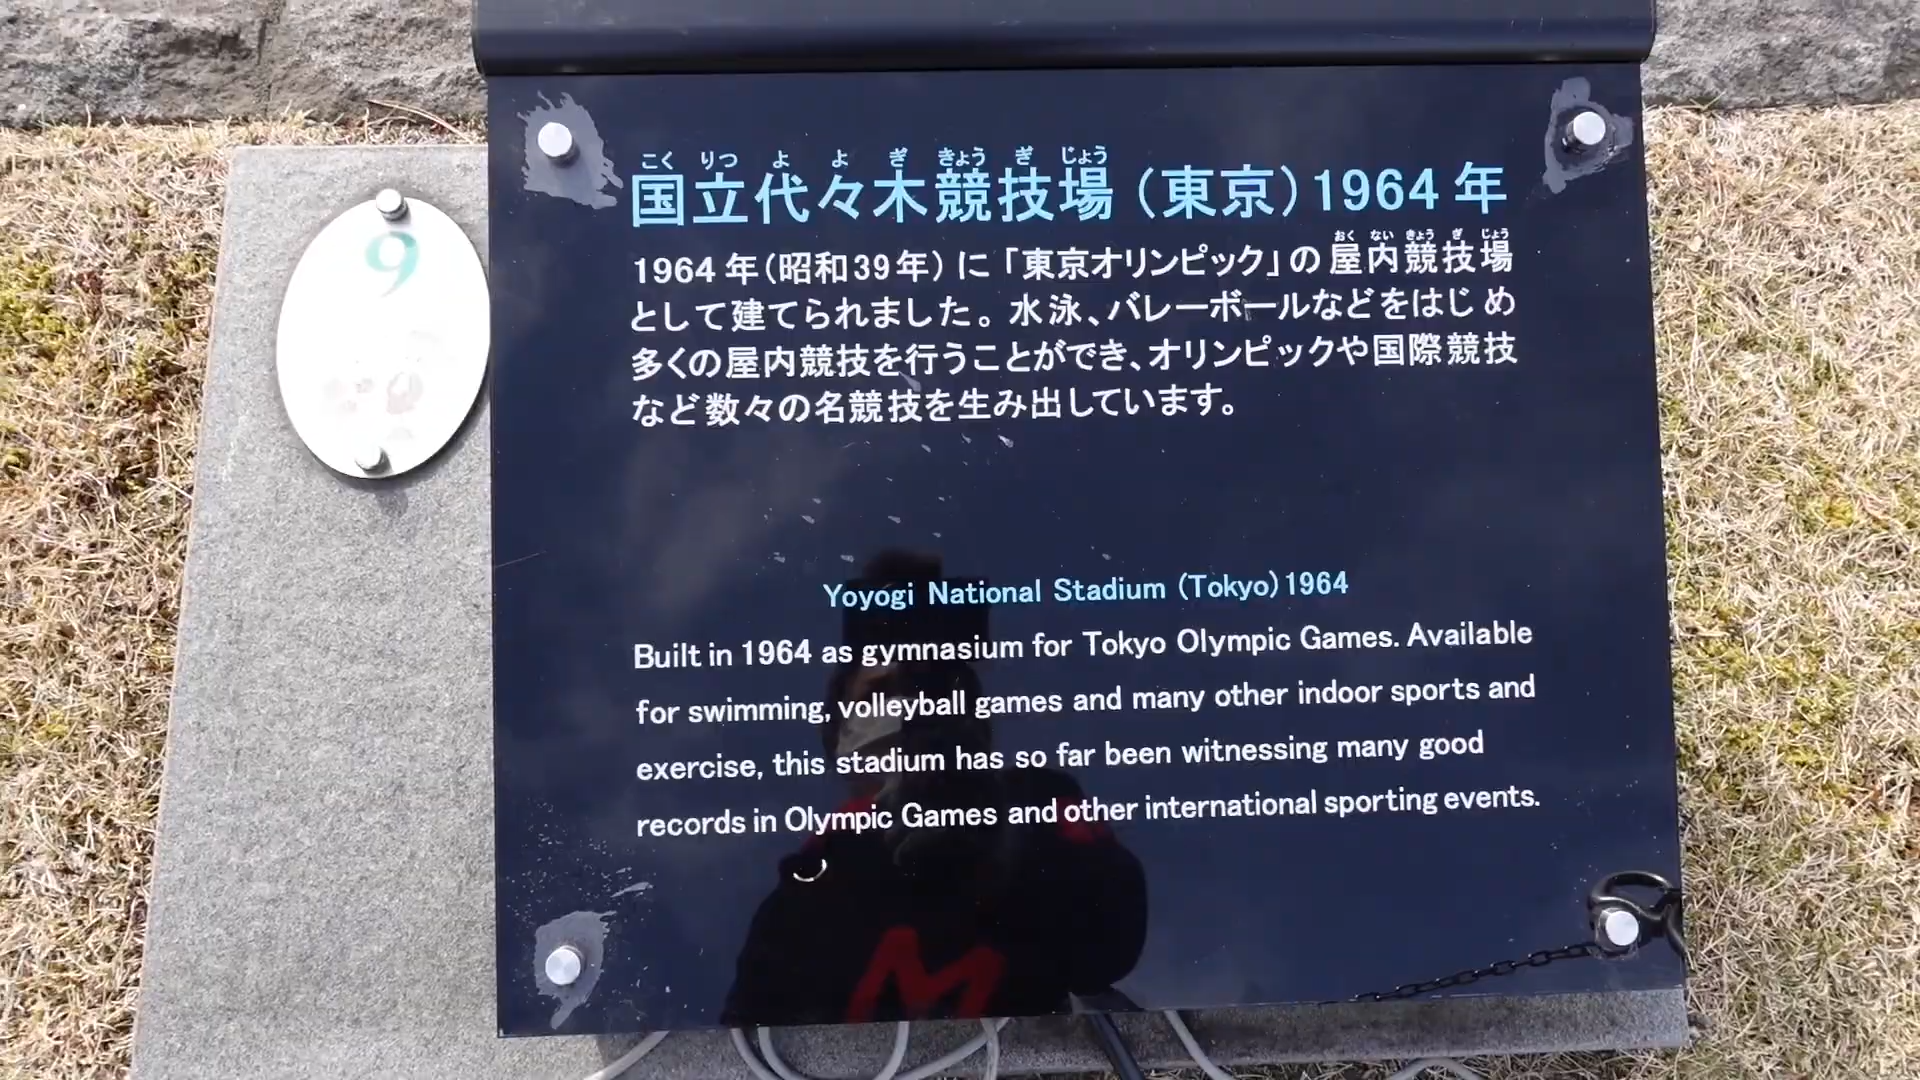 9
こくりつよよぎきょうぎじょう
国立代々木競技場(東京)1964年
おくないきょうぎじょう
1964年(昭和39年)に「東京オリンピック」の屋内競技場
として建てられました。水泳、バレーボールなどをはじめ
多くの屋内競技を行うことができ、オリンピックや国際競技
など数々の名競技を生み出しています。
Yoyogi National Stadium (Tokyo) 1964
Built in 1964 as gymnasium for Tokyo Olympic Games. Available
for swimming, volleyball games and many other indoor sports and
exercise, this stadium has so far been witnessing many good
records in Olympic Games and other international sporting events.
M